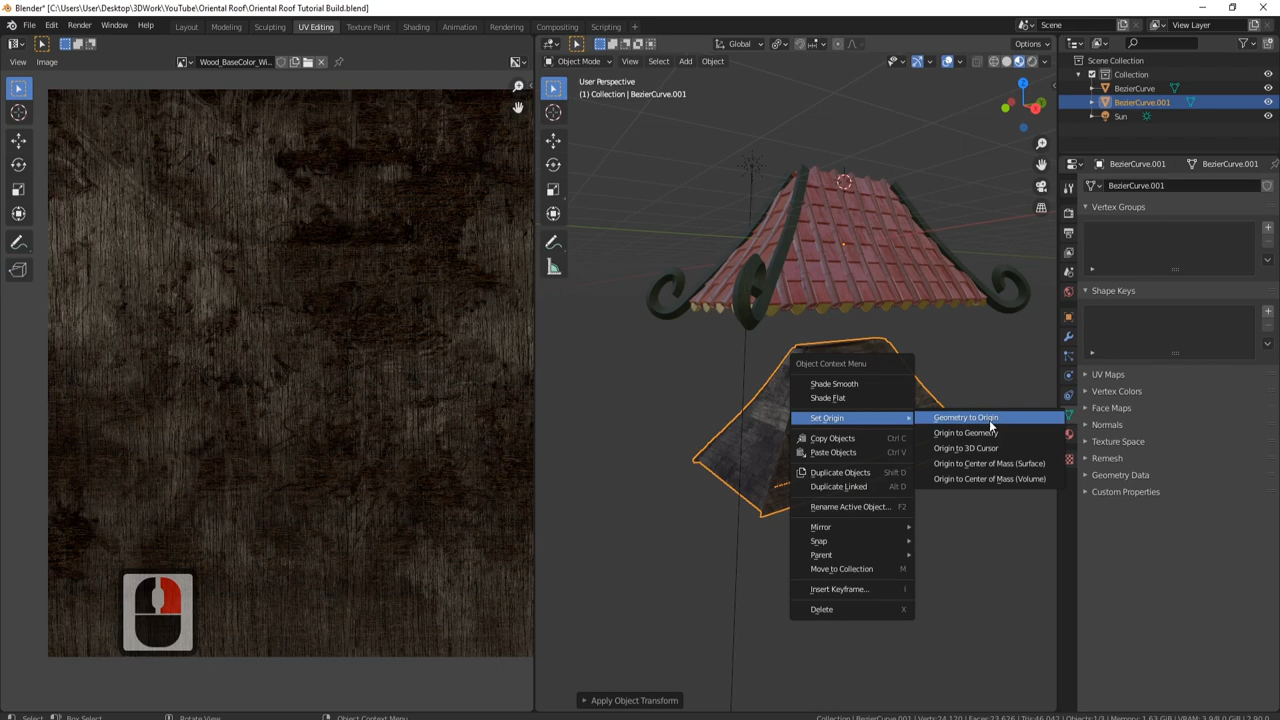 Blender* [C:\Users\User\Desktop\3DWork\YouTube\Oriental Roof\Oriental Roof Tutorial Build.blend]
File Edit Render Window Help Layout Modeling Sculpting UV Editing Texture Paint Shading Animation Rendering Compositing Scripting + Scene View Layer
Global Options
View Image Wood_BaseColor_Wi... Object Mode View Select Add Object
Scene Collection
Collection
BezierCurve
BezierCurve.001
Sun
User Perspective
(1) Collection | BezierCurve.001
BezierCurve.001 BezierCurve.001
BezierCurve.001
Vertex Groups
Shape Keys
UV Maps
Vertex Colors
Face Maps
Normals
Texture Space
Remesh
Geometry Data
Custom Properties
Object Context Menu
Shade Smooth
Shade Flat
Set Origin
Copy Objects Ctrl C
Paste Objects Ctrl V
Duplicate Objects Shift D
Duplicate Linked Alt D
Rename Active Object... F2
Mirror
Snap
Parent
Move to Collection M
Insert Keyframe... I
Delete X
Geometry to Origin
Origin to Geometry
Origin to 3D Cursor
Origin to Center of Mass (Surface)
Origin to Center of Mass (Volume)
Apply Object Transform
Select Box Select Rotate View Object Context Menu